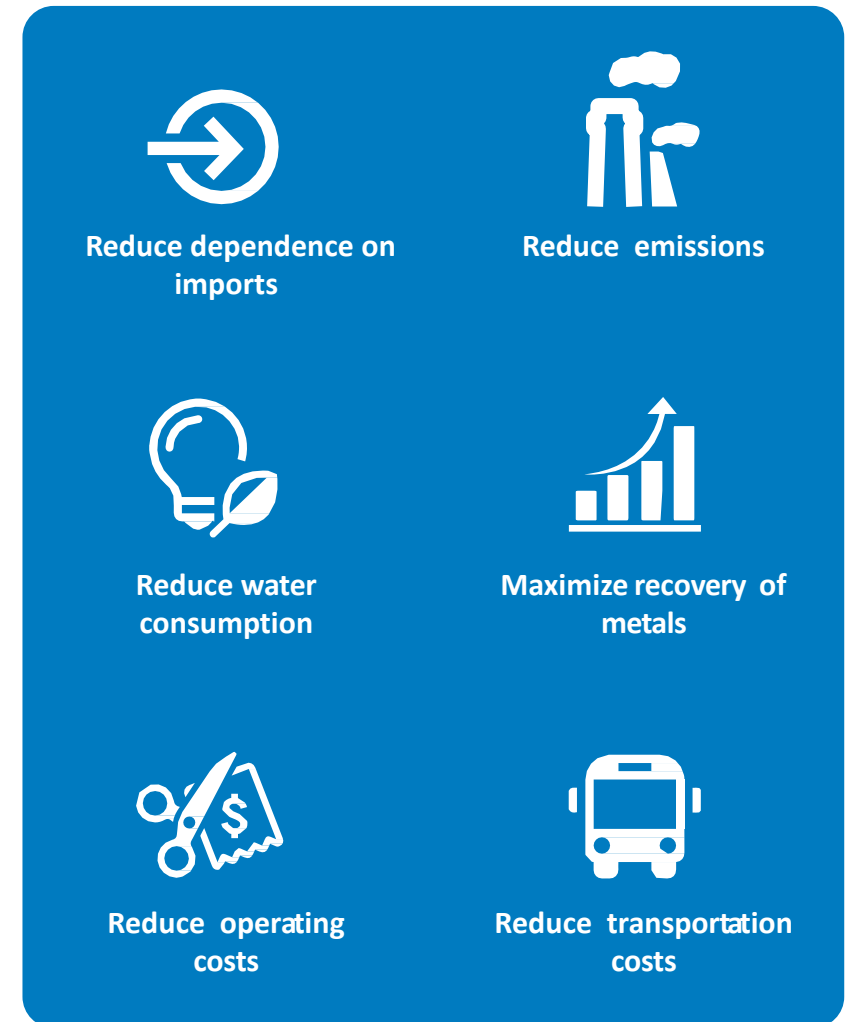 Reduce dependence on
imports
Reduce emissions
Reduce water
consumption
Maximize recovery of
metals
$
Reduce operating
costs
Reduce transportation
costs